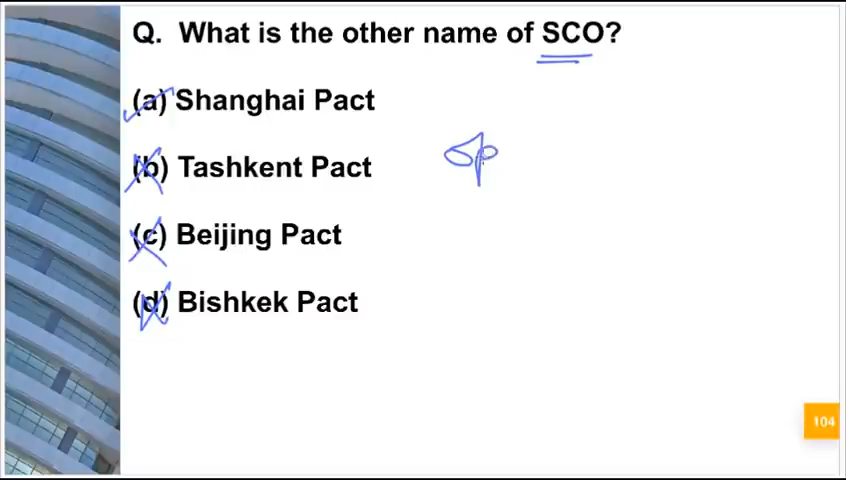 Q. What is the other name of SCO?
(a) Shanghai Pact
(b) Tashkent Pact
(c) Beijing Pact
(d) Bishkek Pact
104